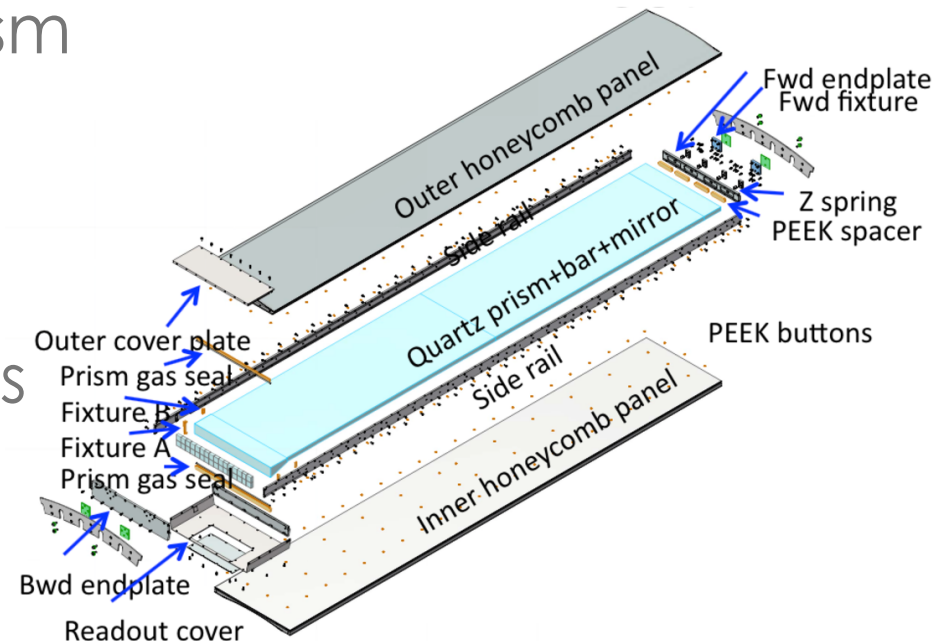 sm
Fwd endplate
Fwd fixture
Outer honeycomb panel
Z spring
PEEK spacer
Side rail
Quartz prism+bar+mirror
Outer cover plate
PEEK buttons
Prism gas seal
s
Side rail
Fixture B
Fixture A
Prism gas seal
Inner honeycomb panel
Bwd endplate
Readout cover